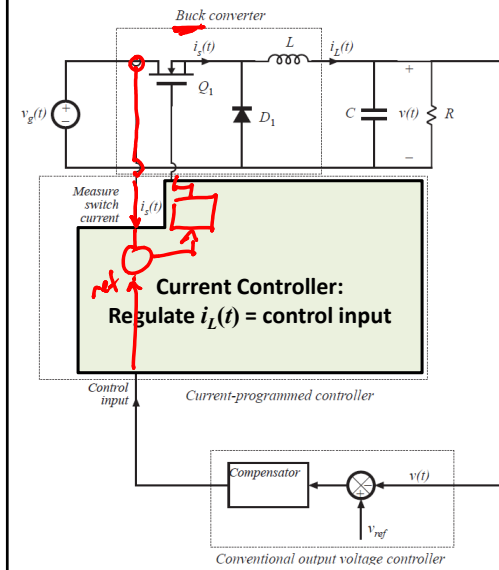 Buck converter
i_s(t)
L
i_L(t)
Q_1
v_g(t)
+
−
D_1
C
+
v(t)
−
R
Measure
switch
current
i_s(t)
ref
Current Controller:
Regulate i_L(t) = control input
Control
input
Current-programmed controller
Compensator
v(t)
+
−
v_ref
Conventional output voltage controller